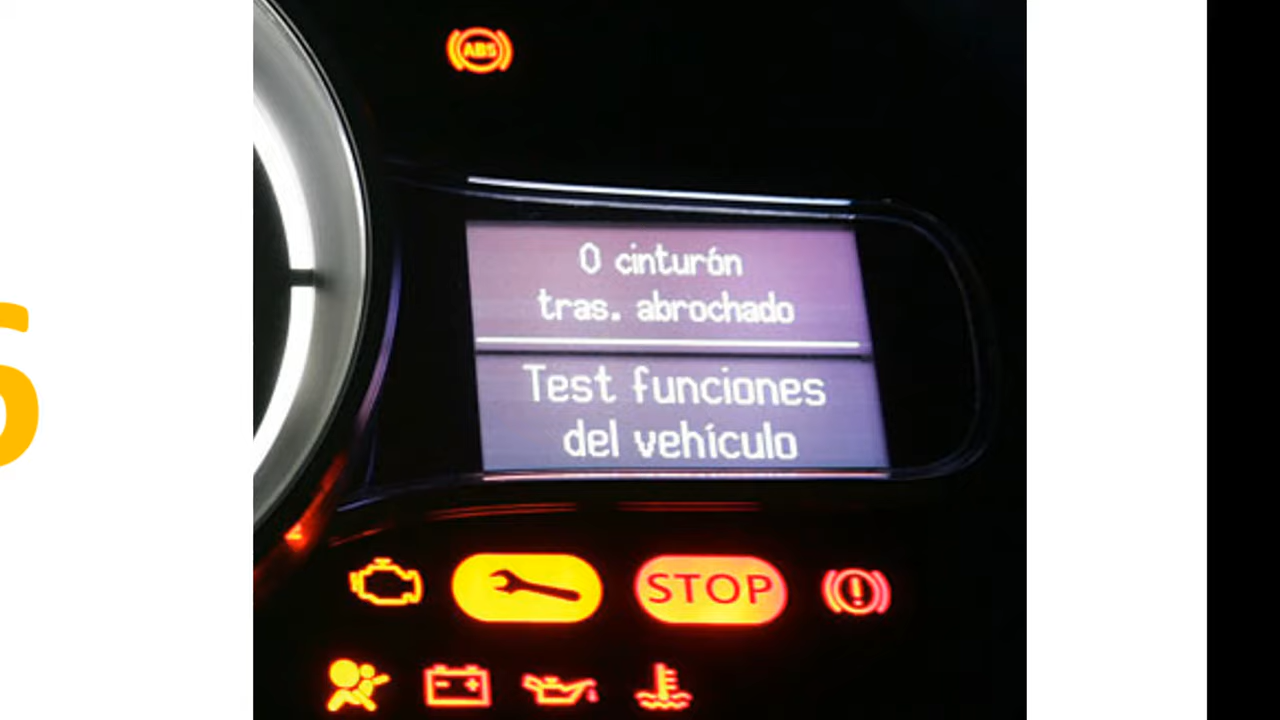 ABS
0 cinturón
tras. abrochado
Test funciones
del vehículo
STOP